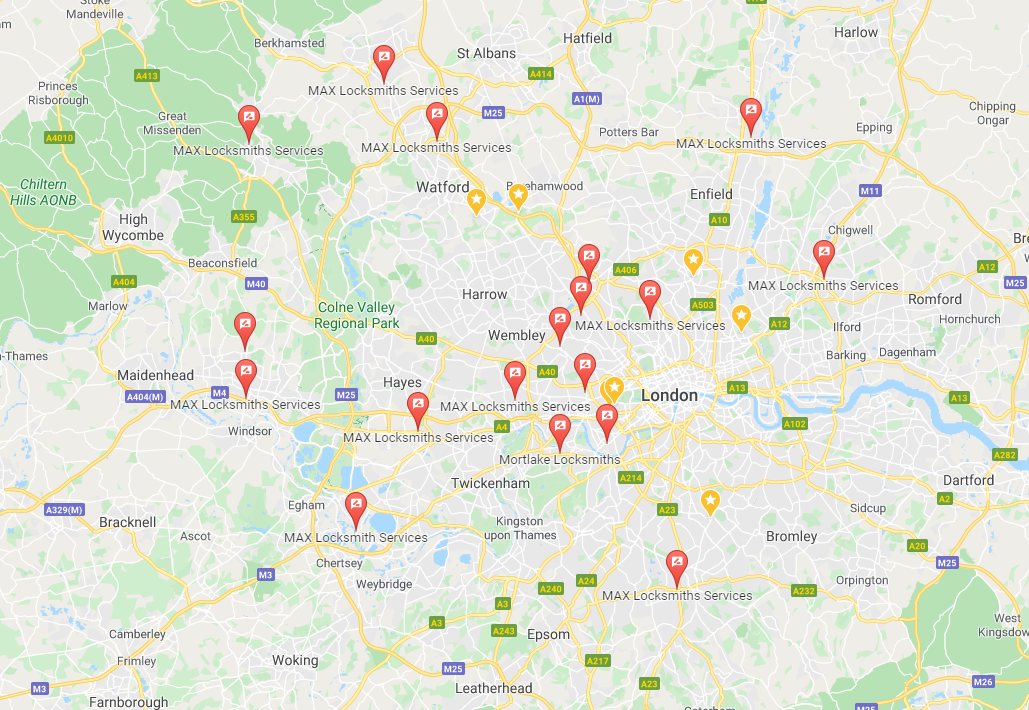 Stoke
Mandeville
Berkhamsted
St Albans
Hatfield
Harlow
A413
A414
Princes
Risborough
MAX Locksmiths Services
A1(M)
M25
Chipping
Ongar
Great
Missenden
A4010
Potters Bar
Epping
MAX Locksmiths Services
MAX Locksmiths Services
MAX Locksmiths Services
Chiltern
Hills AONB
Watford
Enfield
M11
High
Wycombe
A355
A10
Chigwell
Beaconsfield
A406
A12
A404
M40
MAX Locksmiths Services
M25
Marlow
Harrow
Romford
Colne Valley
Regional Park
A503
Hornchurch
MAX Locksmiths Services
A12
Ilford
Wembley
A40
Barking
Dagenham
-Thames
Maidenhead
A40
Hayes
A13
London
A404(M)
M4
M25
A13
MAX Locksmiths Services
MAX Locksmiths Services
A4
A102
Windsor
MAX Locksmiths Services
Mortlake Locksmiths
A282
Twickenham
A214
Dartford
Egham
A2
A329(M)
A23
Sidcup
Bracknell
Kingston
upon Thames
Ascot
MAX Locksmith Services
Bromley
A20
Chertsey
M25
M3
Weybridge
A24
Orpington
A240
MAX Locksmiths Services
A232
A3
A3
A243
West
Kingsdow
Camberley
Epsom
Frimley
Woking
M25
A217
M3
Leatherhead
A23
M26
Farnborough
M25